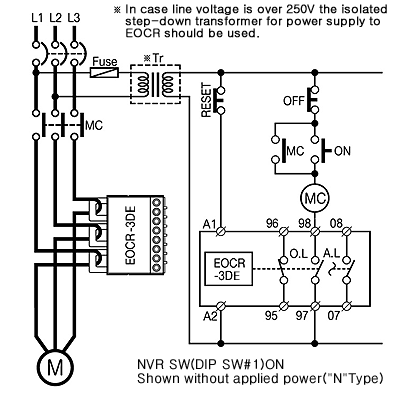 ※ In case line voltage is over 250V the isolated
step-down transformer for power supply to
EOCR should be used.
L1 L2 L3
Fuse
※Tr
RESET
OFF
MC
MC
ON
MC
EOCR-3DE
A1
96
98
08
EOCR
-3DE
O.L
A.L
A2
95
97
07
M
NVR SW(DIP SW#1)ON
Shown without applied power("N"Type)